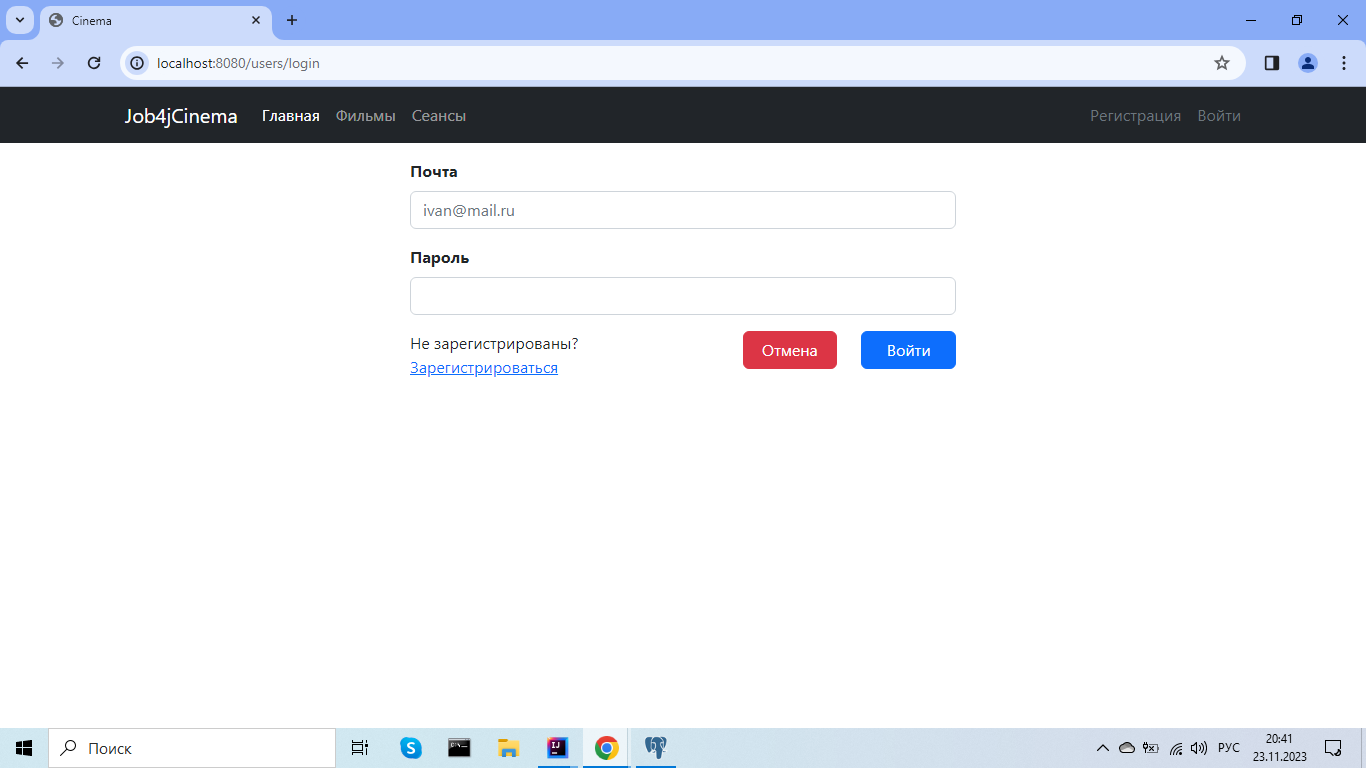 Cinema
localhost:8080/users/login
Job4jCinema Главная Фильмы Сеансы Регистрация Войти
Почта
ivan@mail.ru
Пароль
Не зарегистрированы?
Зарегистрироваться
Отмена Войти
Поиск
РУС
20:41
23.11.2023